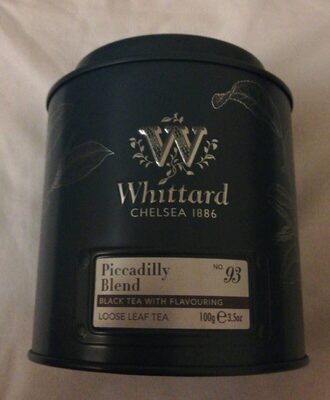 W
Whittard
CHELSEA 1886
Piccadilly
Blend
NO. 93
BLACK TEA WITH FLAVOURING
LOOSE LEAF TEA 100g ℮ 3.5oz